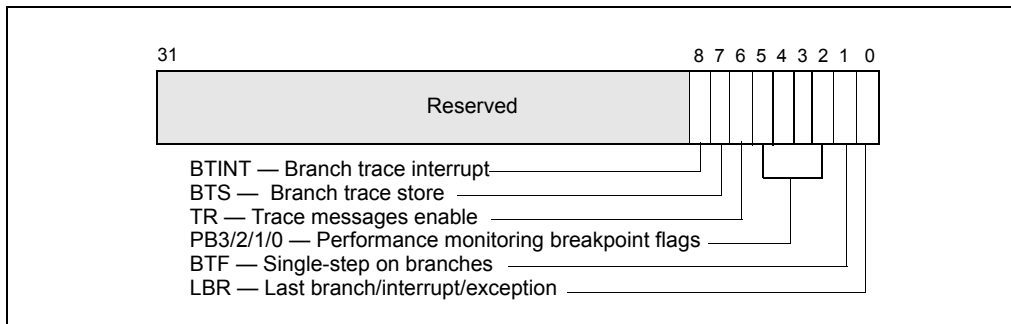 31 8 7 6 5 4 3 2 1 0
Reserved
BTINT — Branch trace interrupt
BTS — Branch trace store
TR — Trace messages enable
PB3/2/1/0 — Performance monitoring breakpoint flags
BTF — Single-step on branches
LBR — Last branch/interrupt/exception